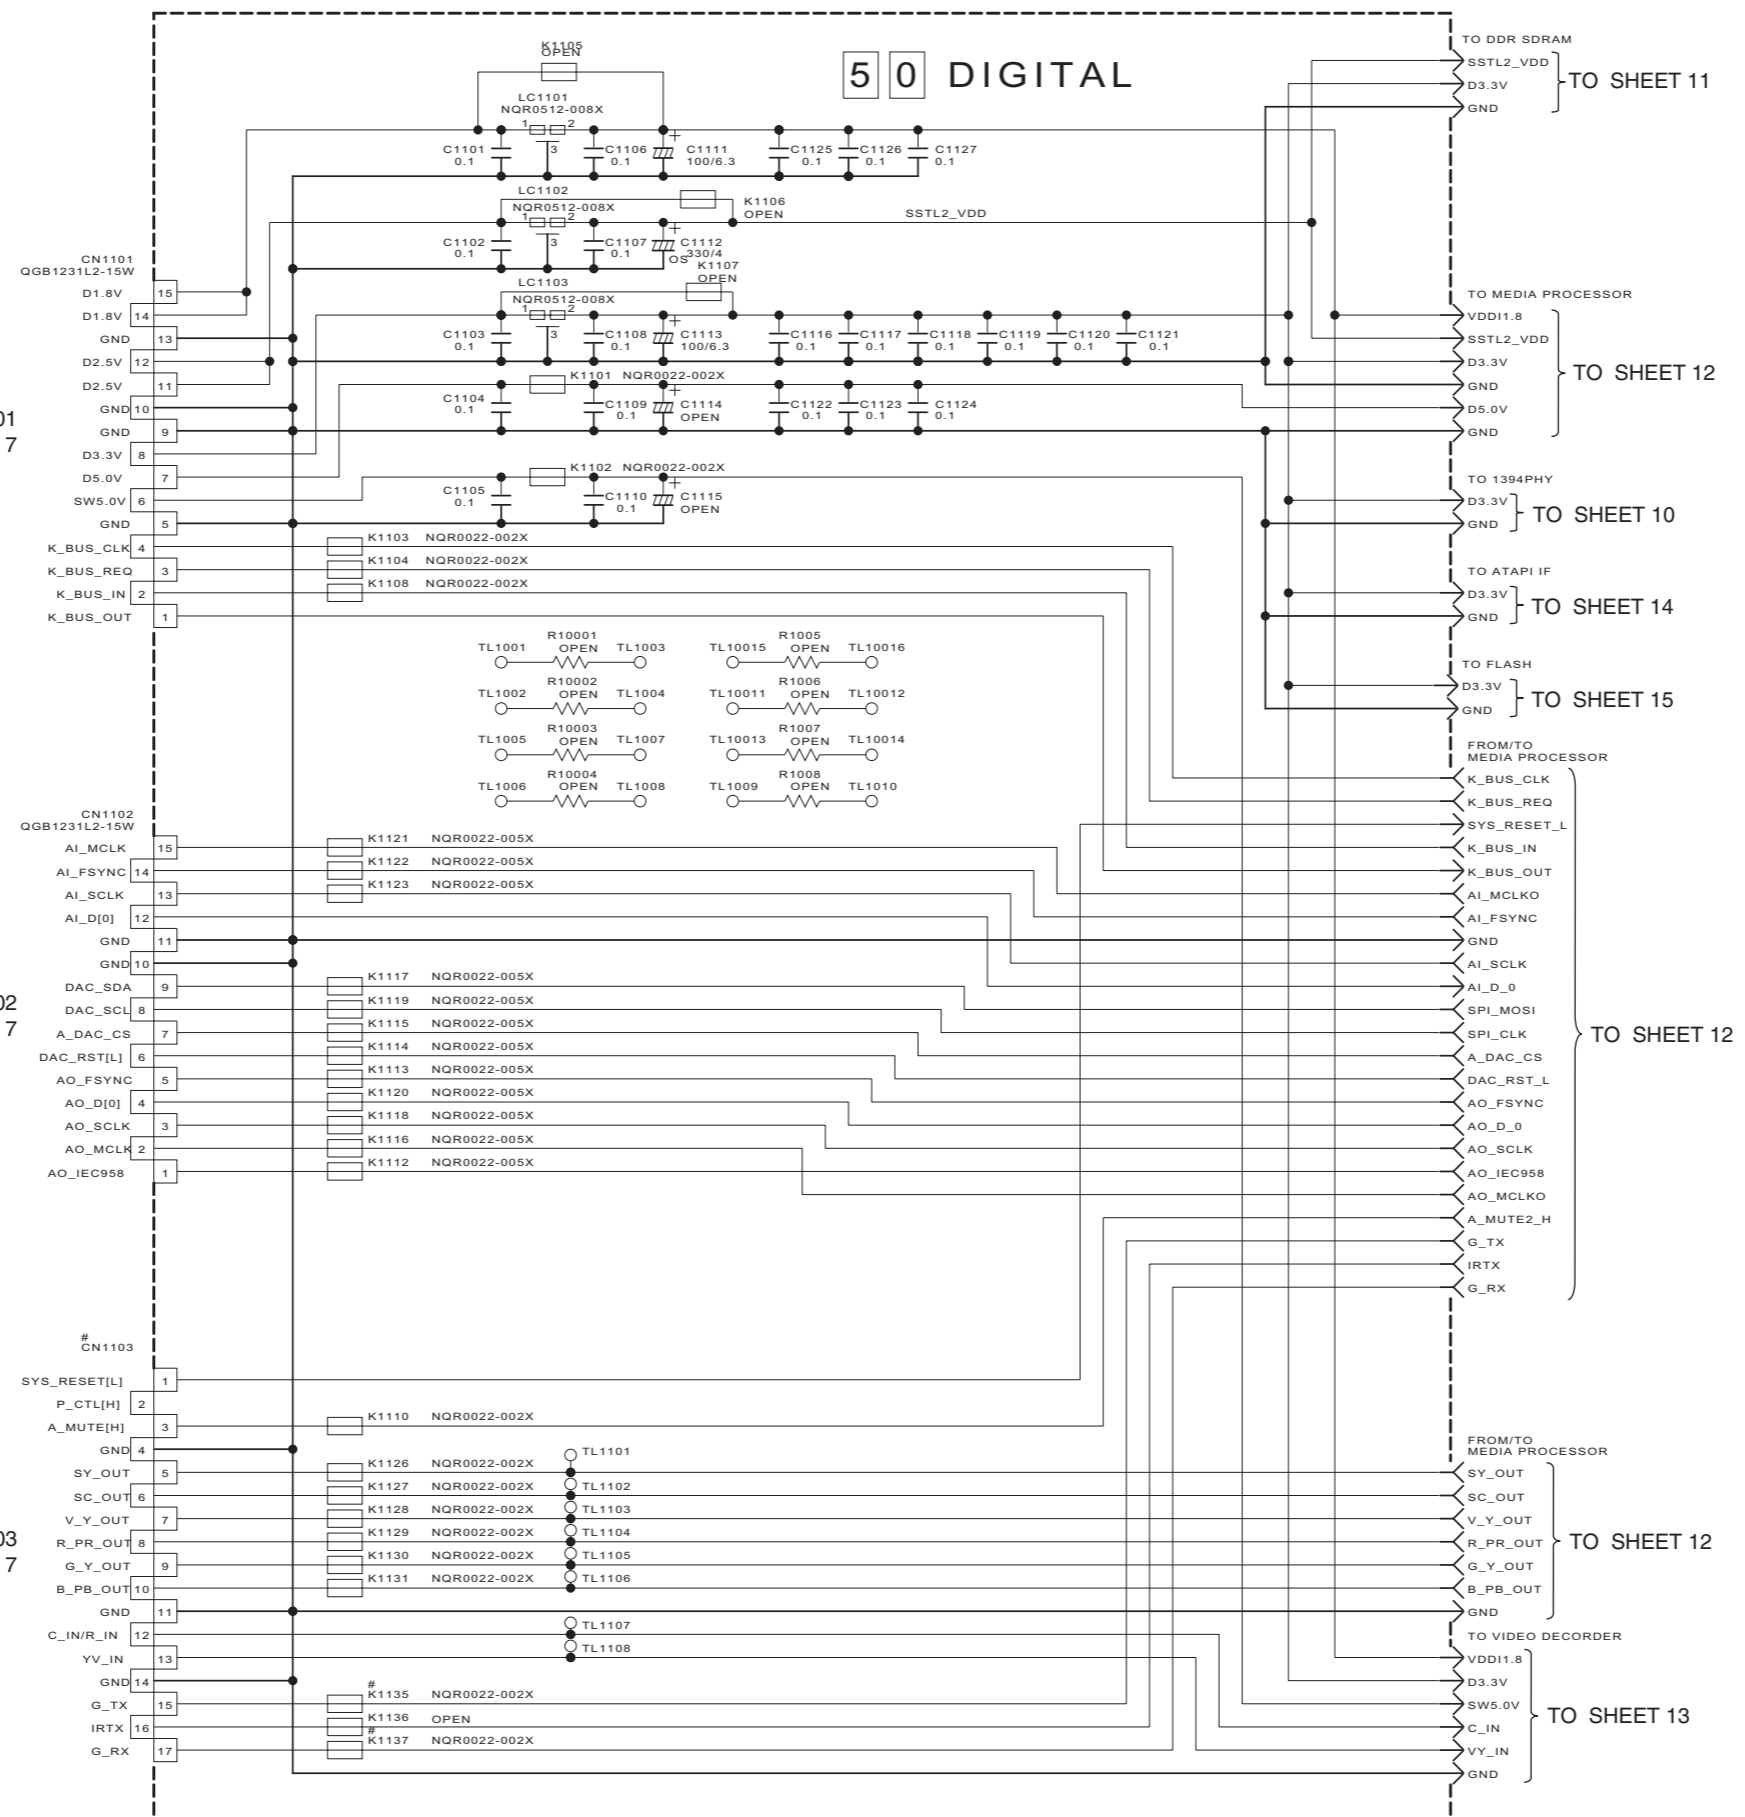 5 0 DIGITAL
K1105
OPEN
LC1101
NQR0512-008X
1 2
3
C1101
0.1
C1106
0.1
C1111
100/6.3
C1125
0.1
C1126
0.1
C1127
0.1
LC1102
NQR0512-008X
1 2
3
K1106
OPEN
SSTL2_VDD
C1102
0.1
C1107
0.1
C1112
330/4
OS
K1107
OPEN
LC1103
NQR0512-008X
1 2
3
C1103
0.1
C1108
0.1
C1113
100/6.3
C1116
0.1
C1117
0.1
C1118
0.1
C1119
0.1
C1120
0.1
C1121
0.1
K1101 NQR0022-002X
C1104
0.1
C1109
0.1
C1114
OPEN
C1122
0.1
C1123
0.1
C1124
0.1
K1102 NQR0022-002X
C1105
0.1
C1110
0.1
C1115
OPEN
CN1101
QGB1231L2-15W
D1.8V 15
D1.8V 14
GND 13
D2.5V 12
D2.5V 11
GND 10
GND 9
D3.3V 8
D5.0V 7
SW5.0V 6
GND 5
K_BUS_CLK 4
K_BUS_REQ 3
K_BUS_IN 2
K_BUS_OUT 1
01
7
K1103 NQR0022-002X
K1104 NQR0022-002X
K1108 NQR0022-002X
TL1001 R10001 OPEN TL1003
TL10015 R1005 OPEN TL10016
TL1002 R10002 OPEN TL1004
TL10011 R1006 OPEN TL10012
TL1005 R10003 OPEN TL1007
TL10013 R1007 OPEN TL10014
TL1006 R10004 OPEN TL1008
TL1009 R1008 OPEN TL1010
CN1102
QGB1231L2-15W
AI_MCLK 15
AI_FSYNC 14
AI_SCLK 13
AI_D[0] 12
GND 11
GND 10
DAC_SDA 9
DAC_SCL 8
A_DAC_CS 7
DAC_RST[L] 6
AO_FSYNC 5
AO_D[0] 4
AO_SCLK 3
AO_MCLK 2
AO_IEC958 1
02
7
K1121 NQR0022-005X
K1122 NQR0022-005X
K1123 NQR0022-005X
K1117 NQR0022-005X
K1119 NQR0022-005X
K1115 NQR0022-005X
K1114 NQR0022-005X
K1113 NQR0022-005X
K1120 NQR0022-005X
K1118 NQR0022-005X
K1116 NQR0022-005X
K1112 NQR0022-005X
#
CN1103
SYS_RESET[L] 1
P_CTL[H] 2
A_MUTE[H] 3
GND 4
SY_OUT 5
SC_OUT 6
V_Y_OUT 7
R_PR_OUT 8
G_Y_OUT 9
B_PB_OUT 10
GND 11
C_IN/R_IN 12
YV_IN 13
GND 14
G_TX 15
IRTX 16
G_RX 17
03
7
K1110 NQR0022-002X
K1126 NQR0022-002X
K1127 NQR0022-002X
K1128 NQR0022-002X
K1129 NQR0022-002X
K1130 NQR0022-002X
K1131 NQR0022-002X
TL1101
TL1102
TL1103
TL1104
TL1105
TL1106
TL1107
TL1108
#
K1135 NQR0022-002X
K1136 OPEN
#
K1137 NQR0022-002X
TO DDR SDRAM
SSTL2_VDD
D3.3V
GND
TO SHEET 11
TO MEDIA PROCESSOR
VDDI1.8
SSTL2_VDD
D3.3V
GND
D5.0V
GND
TO SHEET 12
TO 1394PHY
D3.3V
GND
TO SHEET 10
TO ATAPI IF
D3.3V
GND
TO SHEET 14
TO FLASH
D3.3V
GND
TO SHEET 15
FROM/TO
MEDIA PROCESSOR
K_BUS_CLK
K_BUS_REQ
SYS_RESET_L
K_BUS_IN
K_BUS_OUT
AI_MCLKO
AI_FSYNC
GND
AI_SCLK
AI_D_0
SPI_MOSI
SPI_CLK
A_DAC_CS
DAC_RST_L
AO_FSYNC
AO_D_0
AO_SCLK
AO_IEC958
AO_MCLKO
A_MUTE2_H
G_TX
IRTX
G_RX
TO SHEET 12
FROM/TO
MEDIA PROCESSOR
SY_OUT
SC_OUT
V_Y_OUT
R_PR_OUT
G_Y_OUT
B_PB_OUT
GND
TO SHEET 12
TO VIDEO DECORDER
VDDI1.8
D3.3V
SW5.0V
C_IN
VY_IN
GND
TO SHEET 13